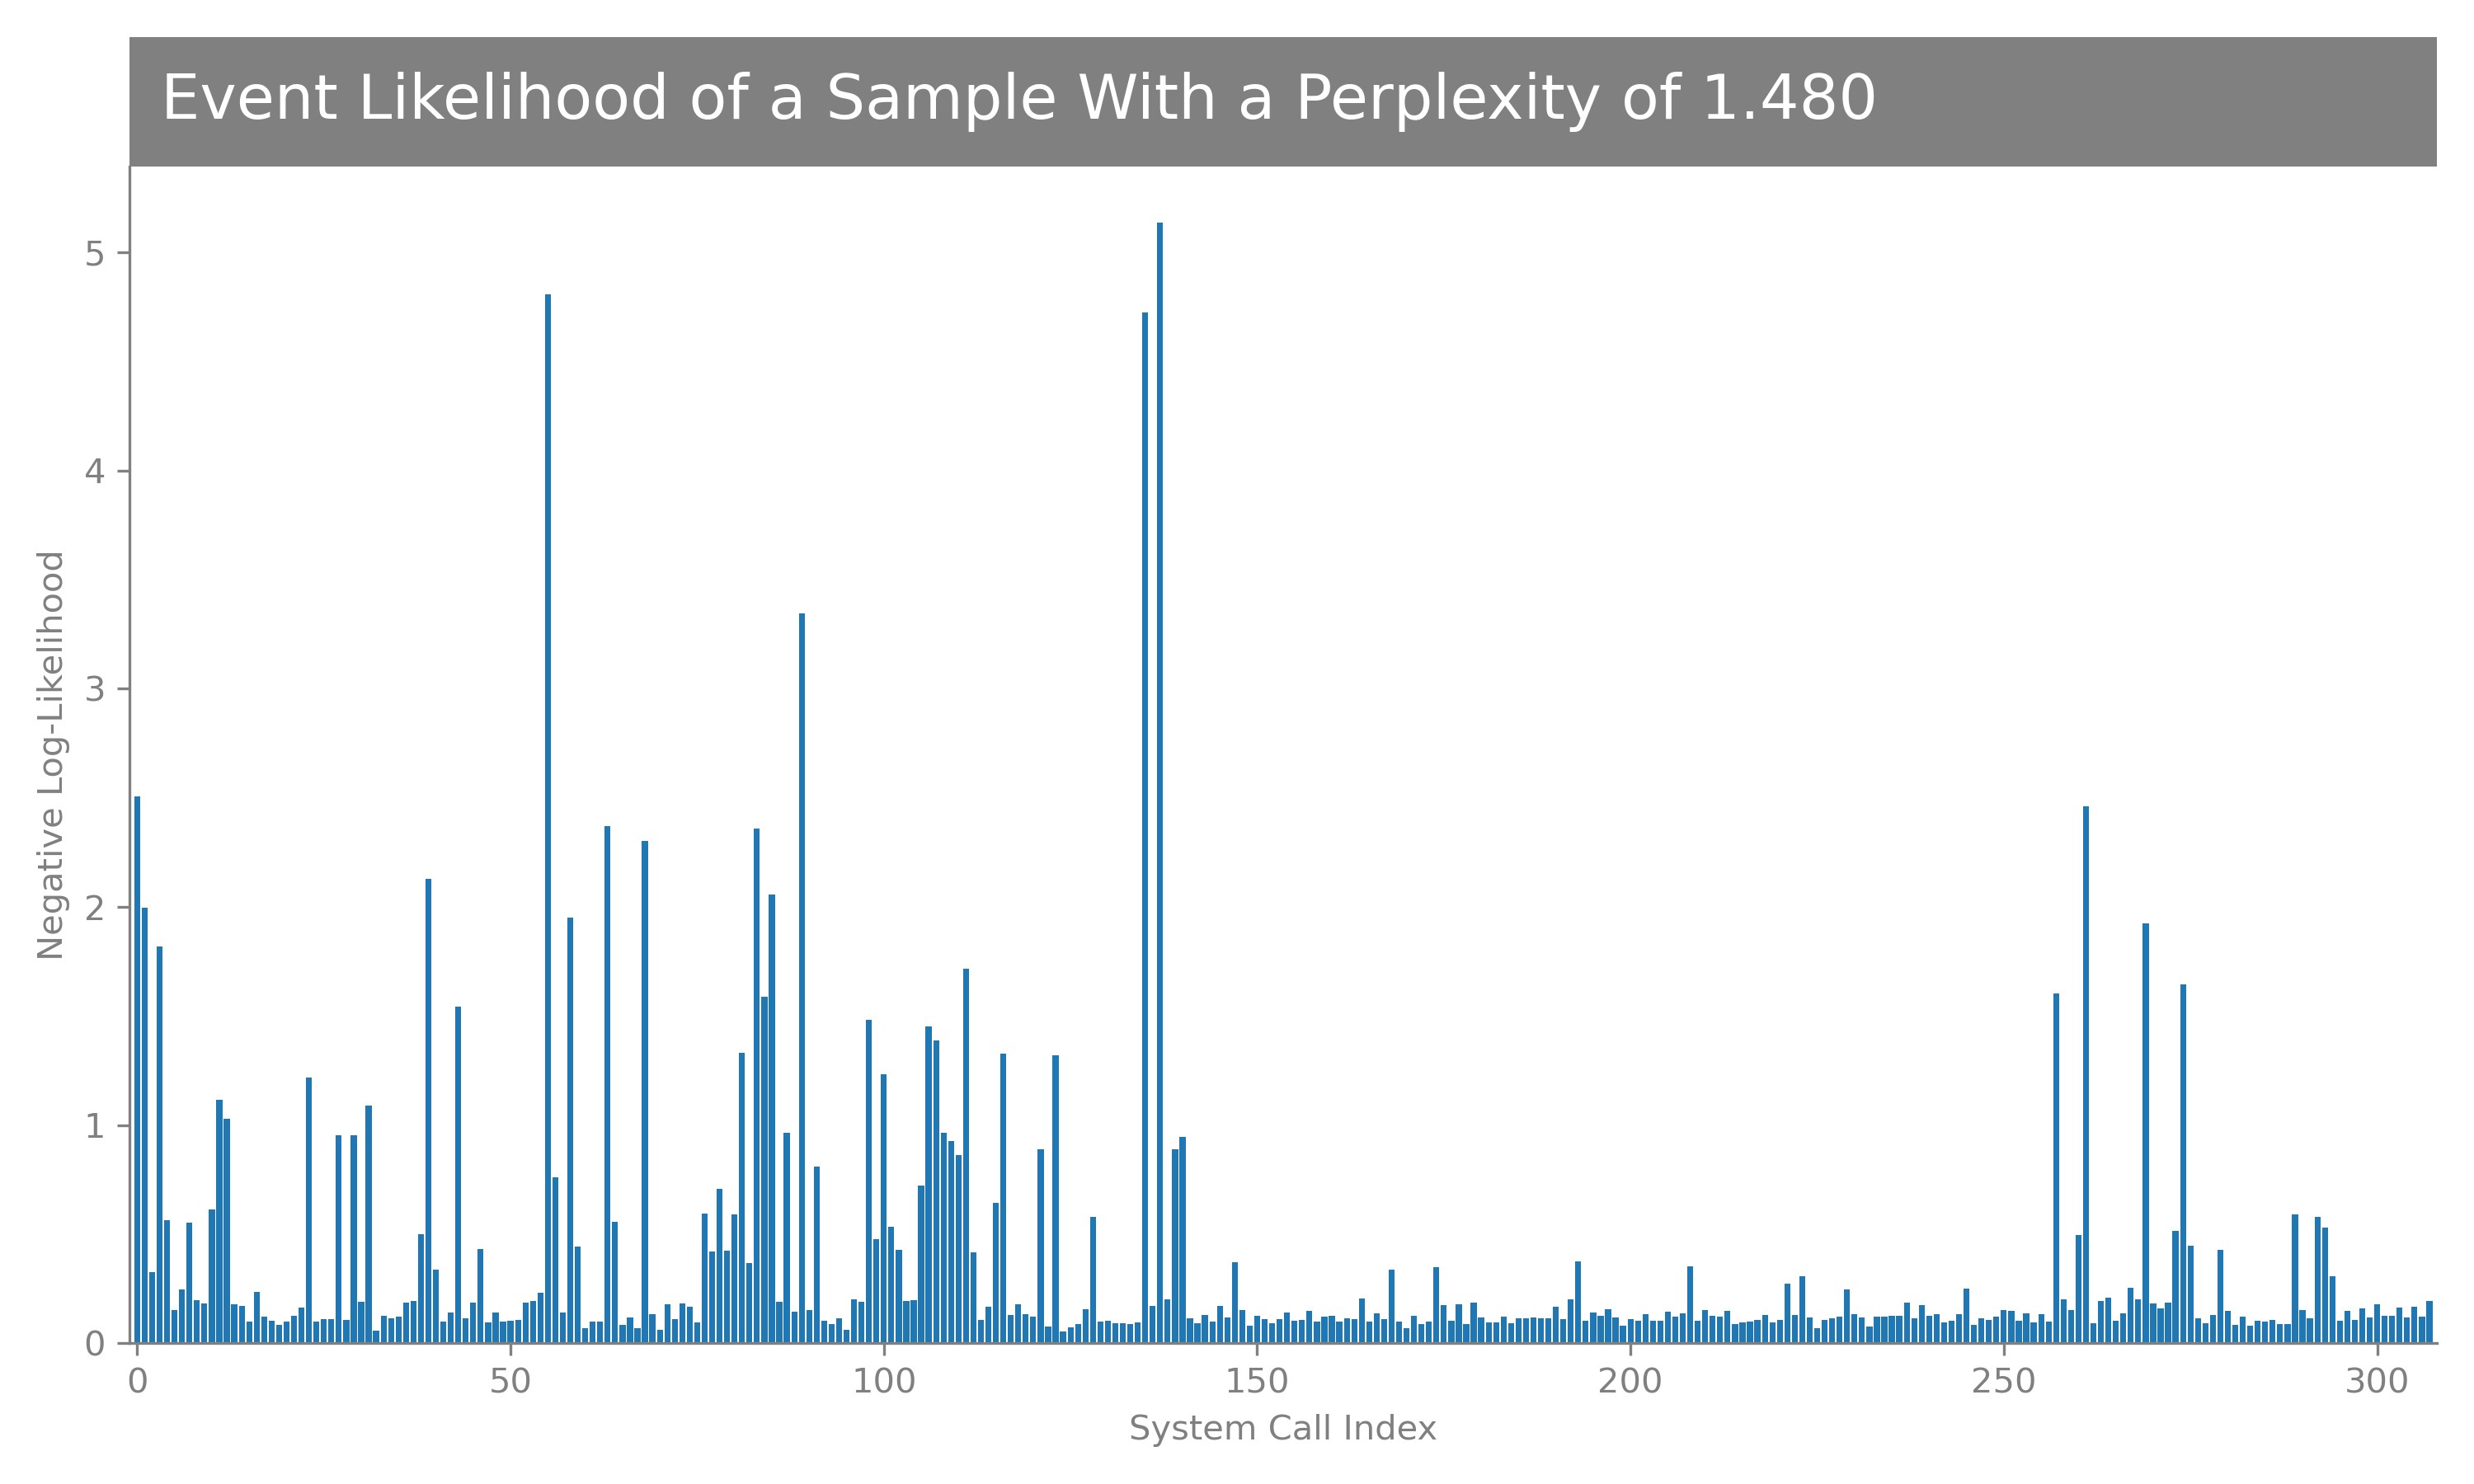 Event Likelihood of a Sample With a Perplexity of 1.480
5
4
3
2
1
0
Negative Log-Likelihood
0 50 100 150 200 250 300
System Call Index